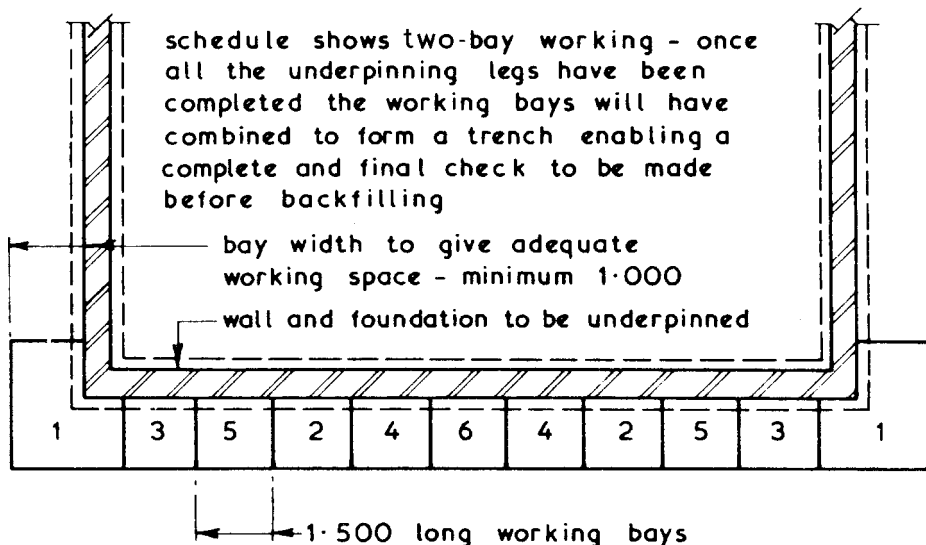 schedule shows two-bay working - once
all the underpinning legs have been
completed the working bays will have
combined to form a trench enabling a
complete and final check to be made
before backfilling
bay width to give adequate
working space - minimum 1·000
wall and foundation to be underpinned
1 3 5 2 4 6 4 2 5 3 1
1·500 long working bays